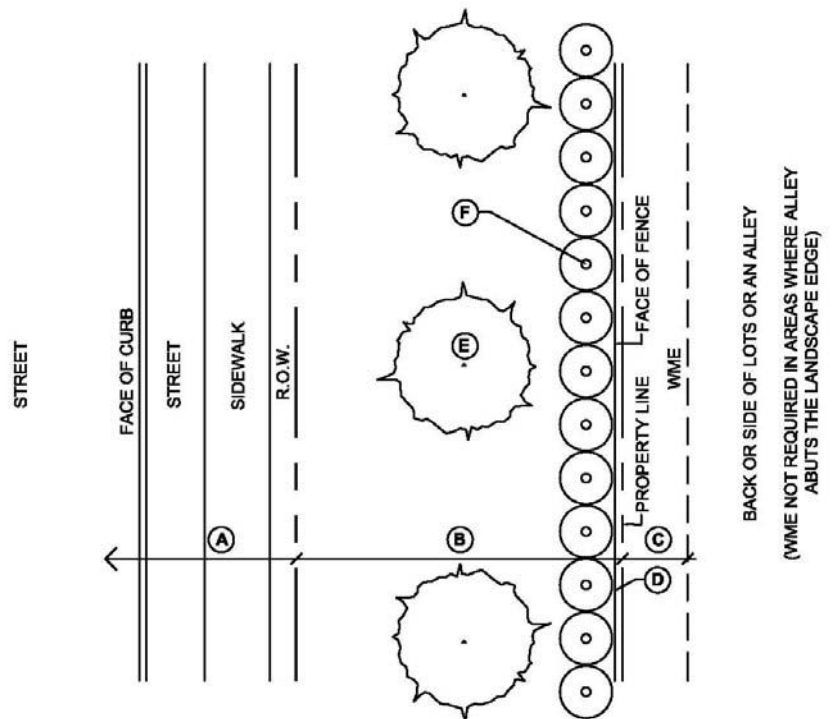 STREET
FACE OF CURB
STREET
SIDEWALK
R.O.W.
A
B
C
D
E
F
FACE OF FENCE
PROPERTY LINE
WME
BACK OR SIDE OF LOTS OR AN ALLEY
(WME NOT REQUIRED IN AREAS WHERE ALLEY
ABUTS THE LANDSCAPE EDGE)